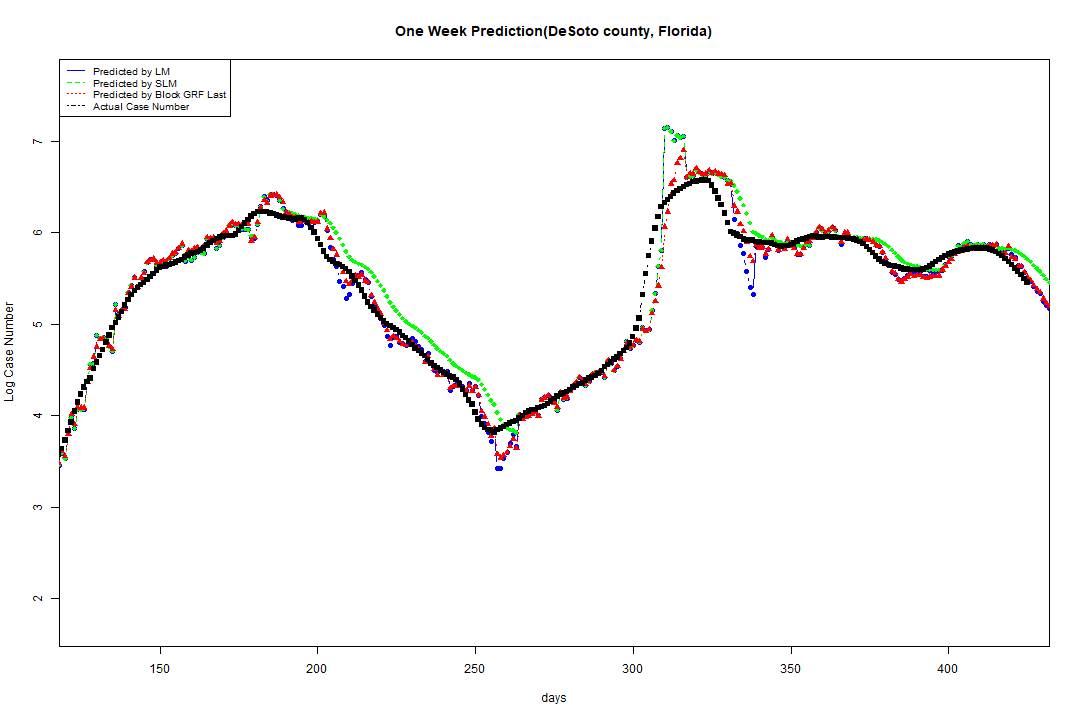 One Week Prediction(DeSoto county, Florida)
Predicted by LM
Predicted by SLM
Predicted by Block GRF Last
Actual Case Number
7
6
5
4
3
2
Log Case Number
150 200 250 300 350 400
days